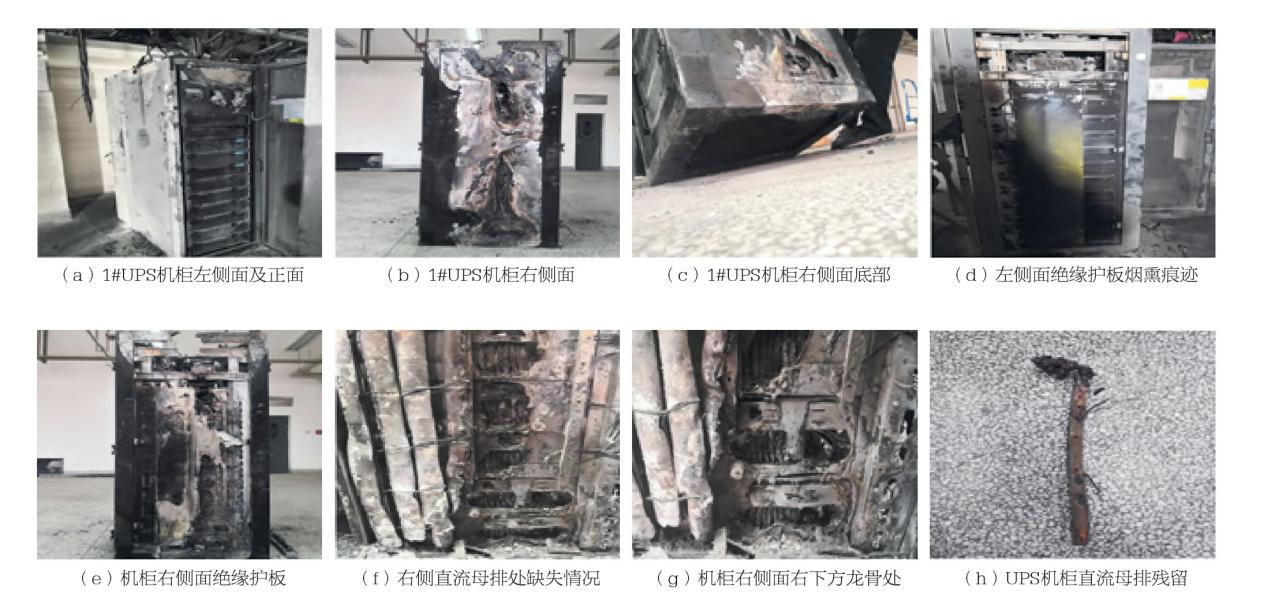 （a）1#UPS机柜左侧面及正面
（b）1#UPS机柜右侧面
（c）1#UPS机柜右侧面底部
（d）左侧面绝缘护板烟熏痕迹
（e）机柜右侧面绝缘护板
（f）右侧直流母排处缺失情况
（g）机柜右侧面右下方龙骨处
（h）UPS机柜直流母排残留